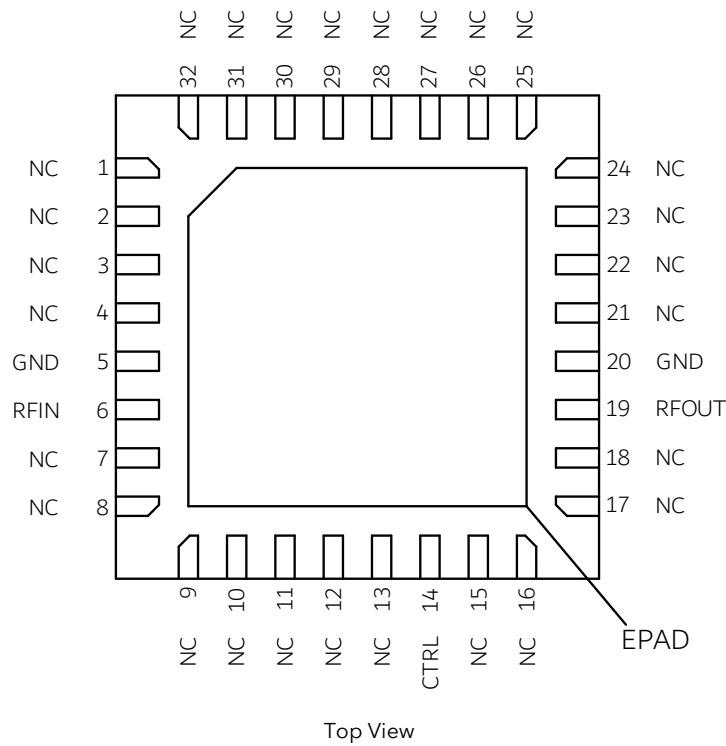 NC NC NC NC NC NC NC NC
32 31 30 29 28 27 26 25
NC 1 24 NC
NC 2 23 NC
NC 3 22 NC
NC 4 21 NC
GND 5 20 GND
RFIN 6 19 RFOUT
NC 7 18 NC
NC 8 17 NC
9 10 11 12 13 14 15 16
NC NC NC NC NC CTRL NC NC
EPAD
Top View